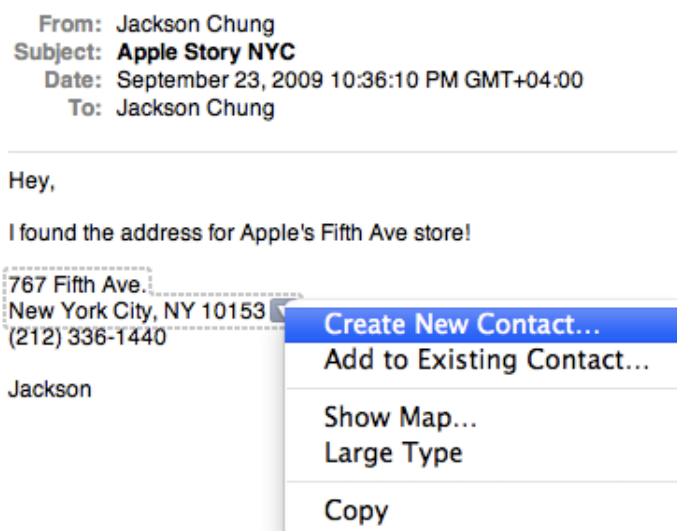 From: Jackson Chung
Subject: Apple Story NYC
Date: September 23, 2009 10:36:10 PM GMT+04:00
To: Jackson Chung
Hey,
I found the address for Apple's Fifth Ave store!
767 Fifth Ave.
New York City, NY 10153
(212) 336-1440
Jackson
Create New Contact...
Add to Existing Contact...
Show Map...
Large Type
Copy